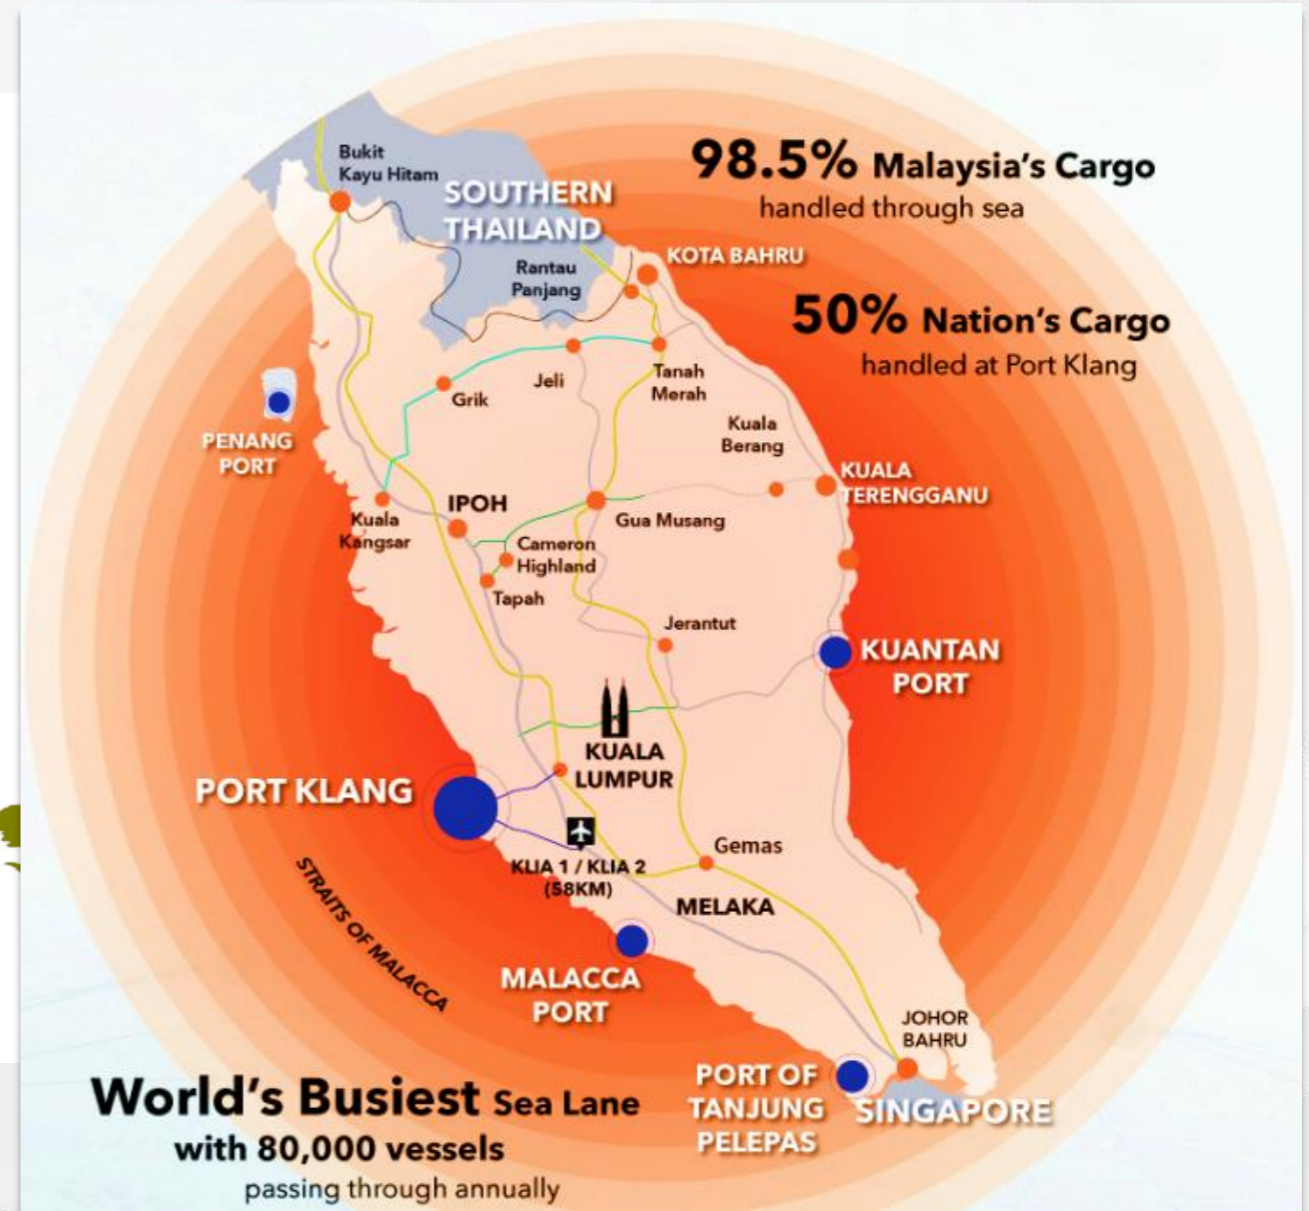 Bukit
Kayu Hitam
SOUTHERN
THAILAND
98.5% Malaysia's Cargo
handled through sea
KOTA BAHRU
Rantau
Panjang
50% Nation's Cargo
handled at Port Klang
Jeli
Tanah
Merah
Grik
PENANG
PORT
Kuala
Berang
KUALA
TERENGGANU
IPOH
Kuala
Kangsar
Gua Musang
Cameron
Highland
Tapah
Jerantut
KUANTAN
PORT
KUALA
LUMPUR
PORT KLANG
Gemas
KLIA 1 / KLIA 2
(58KM)
STRAITS OF MALACCA
MELAKA
MALACCA
PORT
JOHOR
BAHRU
PORT OF
TANJUNG
PELEPAS
SINGAPORE
World's Busiest Sea Lane
with 80,000 vessels
passing through annually